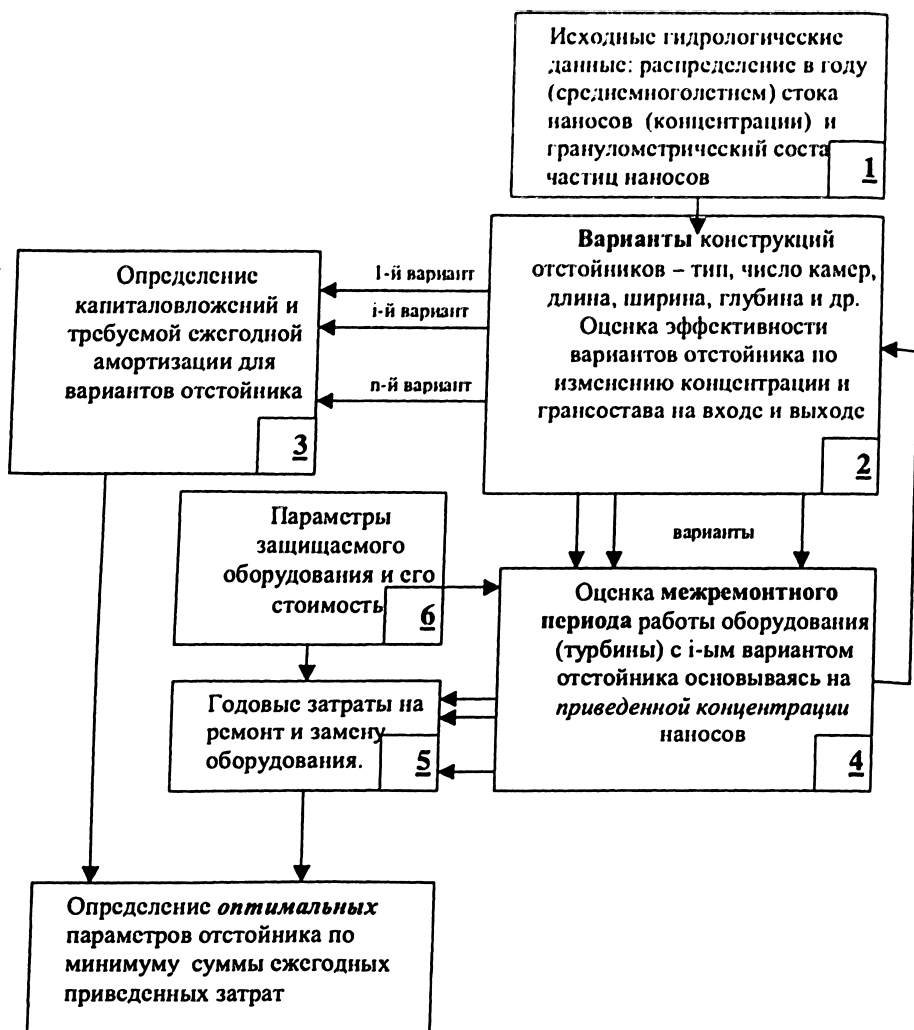 Исходные гидрологические
данные: распределение в году
(среднемноголетнем) стока
наносов (концентрации) и
гранулометрический соста
частиц наносов
1
Варианты конструкций
отстойников – тип, число камер,
длина, ширина, глубина и др.
Оценка эффективности
вариантов отстойника по
изменению концентрации и
грансостава на входе и выходе
2
1-й вариант
i-й вариант
n-й вариант
Определение
капиталовложений и
требуемой ежегодной
амортизации для
вариантов отстойника
3
варианты
Параметры
защищаемого
оборудования и его
стоимость
6
Оценка межремонтного
периода работы оборудования
(турбины) с i-ым вариантом
отстойника основываясь на
приведенной концентрации
наносов
4
Годовые затраты на
ремонт и замену
оборудования.
5
Определение оптимальных
параметров отстойника по
минимуму суммы ежегодных
приведенных затрат